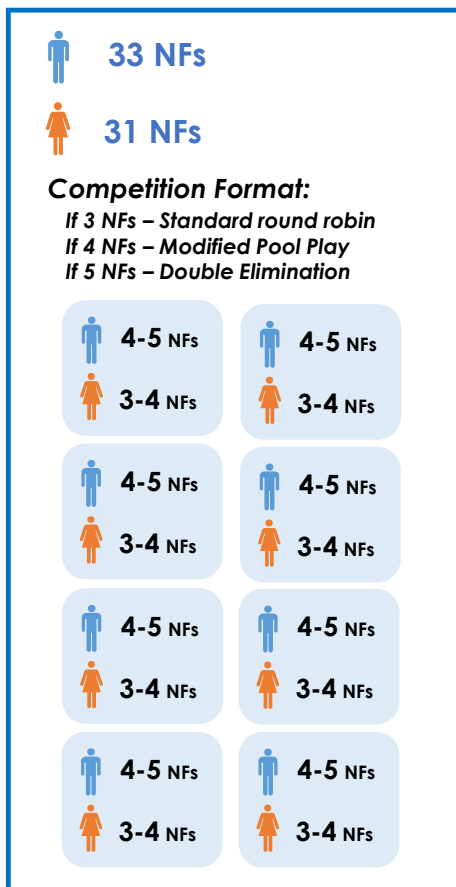 33 NFs
31 NFs
Competition Format:
If 3 NFs – Standard round robin
If 4 NFs – Modified Pool Play
If 5 NFs – Double Elimination
4-5 NFs
3-4 NFs
4-5 NFs
3-4 NFs
4-5 NFs
3-4 NFs
4-5 NFs
3-4 NFs
4-5 NFs
3-4 NFs
4-5 NFs
3-4 NFs
4-5 NFs
3-4 NFs
4-5 NFs
3-4 NFs